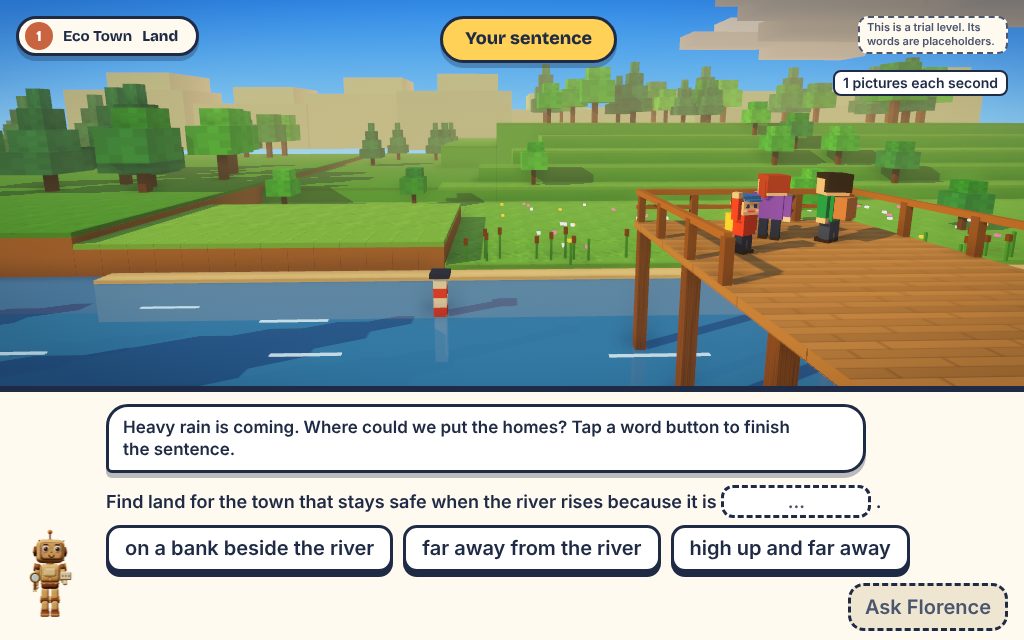 1 Eco Town Land
Your sentence
This is a trial level. Its
words are placeholders.
1 pictures each second
Heavy rain is coming. Where could we put the homes? Tap a word button to finish
the sentence.
Find land for the town that stays safe when the river rises because it is ... .
on a bank beside the river
far away from the river
high up and far away
Ask Florence